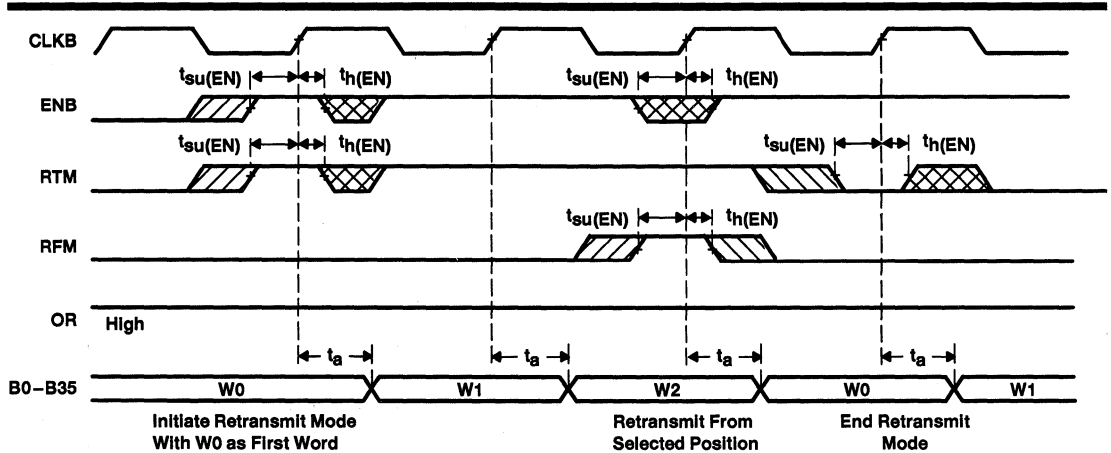 CLKB
tsu(EN) th(EN) tsu(EN) th(EN)
ENB
tsu(EN) th(EN) tsu(EN) th(EN)
RTM
tsu(EN) th(EN)
RFM
OR High
ta ta ta ta
B0–B35 W0 W1 W2 W0 W1
Initiate Retransmit Mode
With W0 as First Word
Retransmit From
Selected Position
End Retransmit
Mode